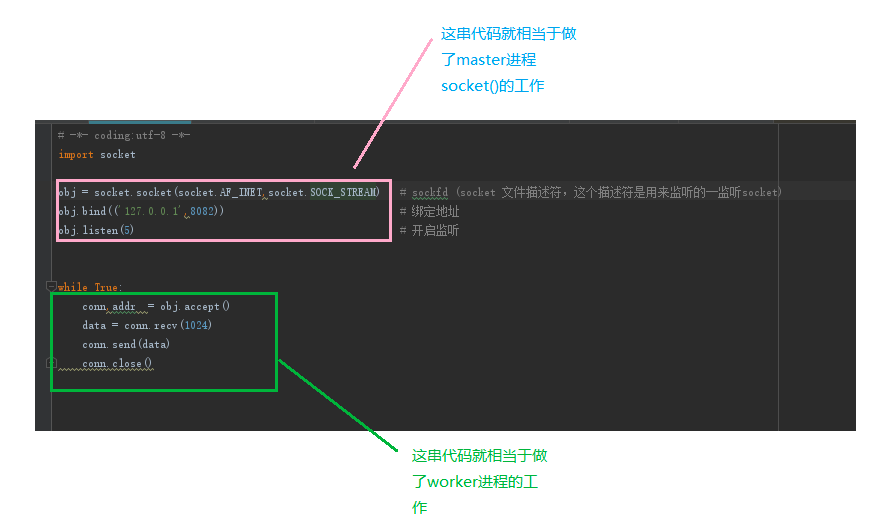 这串代码就相当于做
了master进程
socket()的工作
# -*- coding:utf-8 -*-
import socket
obj = socket.socket(socket.AF_INET,socket.SOCK_STREAM) # sockfd (socket 文件描述符，这个描述符是用来监听的一监听socket)
obj.bind(('127.0.0.1',8082)) # 绑定地址
obj.listen(5) # 开启监听
while True:
conn,addr = obj.accept()
data = conn.recv(1024)
conn.send(data)
conn.close()
这串代码就相当于做
了worker进程的工
作